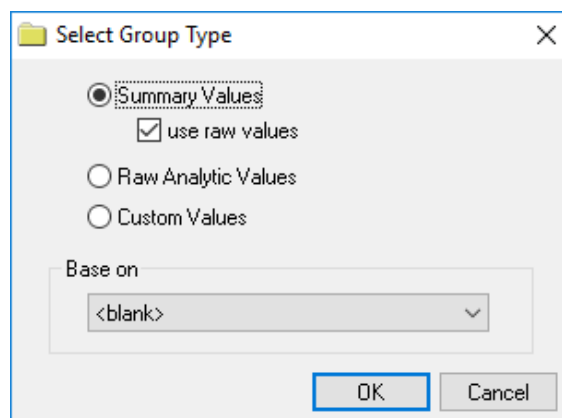 Select Group Type
Summary Values
use raw values
Raw Analytic Values
Custom Values
Base on
<blank>
OK Cancel